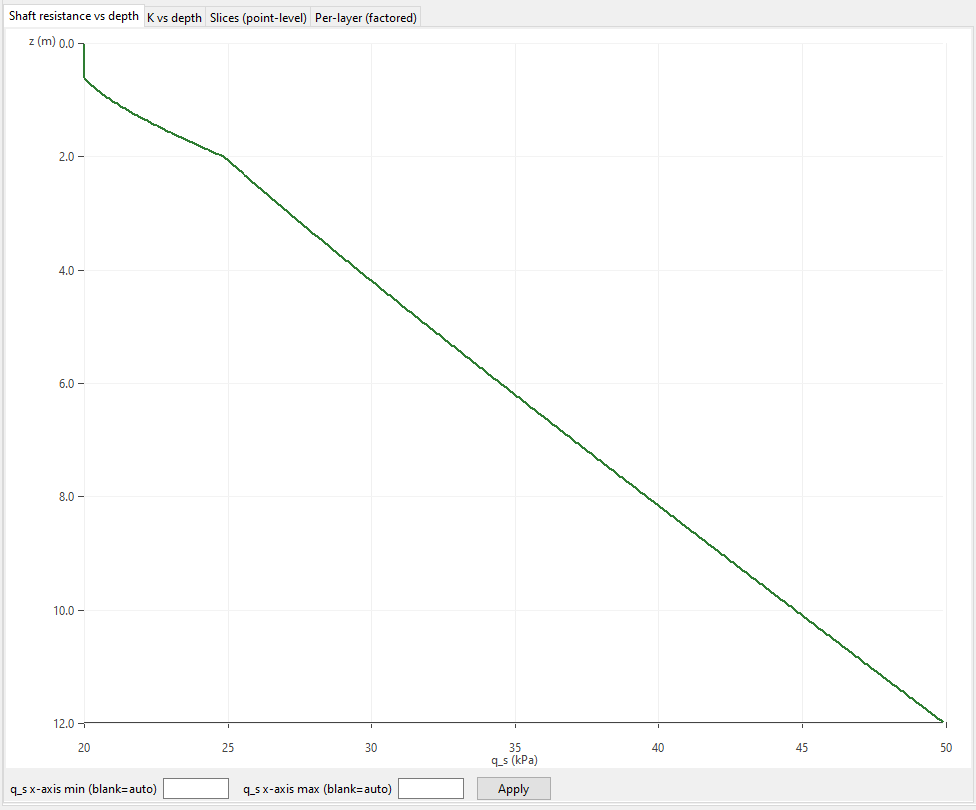 Shaft resistance vs depth K vs depth Slices (point-level) Per-layer (factored)
z (m) 0.0
2.0
4.0
6.0
8.0
10.0
12.0
20 25 30 35 40 45 50
q_s (kPa)
q_s x-axis min (blank=auto) q_s x-axis max (blank=auto) Apply